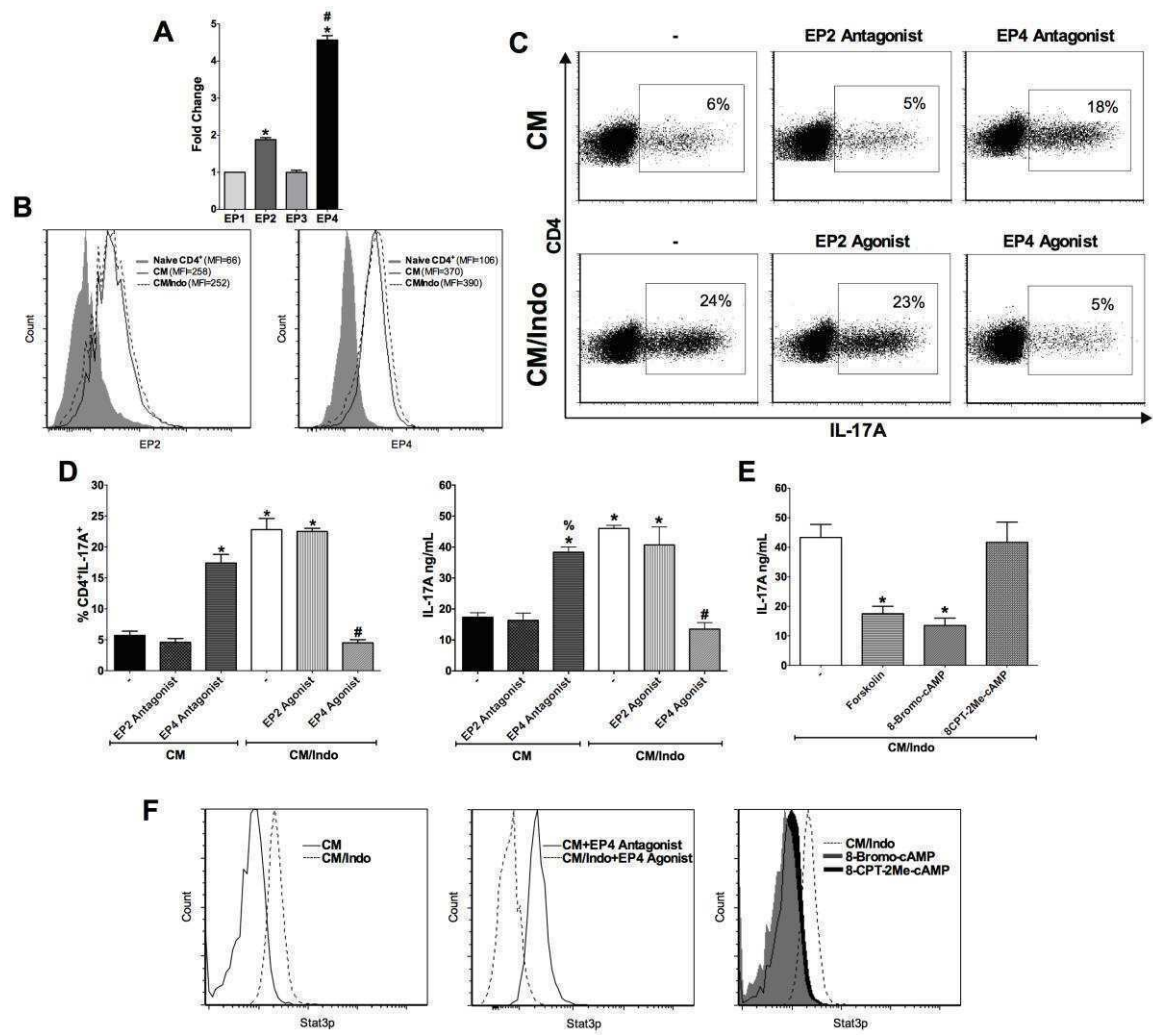 A
Fold Change
5
4
3
2
1
0
*
#
*
EP1 EP2 EP3 EP4
B
Count
Naive CD4+ (MFI=66)
CM (MFI=258)
CM/Indo (MFI=252)
EP2
Count
Naive CD4+ (MFI=106)
CM (MFI=370)
CM/Indo (MFI=390)
EP4
C
- EP2 Antagonist EP4 Antagonist
CM
6% 5% 18%
- EP2 Agonist EP4 Agonist
CM/Indo
24% 23% 5%
CD4
IL-17A
D
% CD4+IL-17A+
30
25
20
15
10
5
0
* * * #
- EP2 Antagonist EP4 Antagonist - EP2 Agonist EP4 Agonist
CM CM/Indo
IL-17A ng/mL
60
50
40
30
20
10
0
%
* * * #
- EP2 Antagonist EP4 Antagonist - EP2 Agonist EP4 Agonist
CM CM/Indo
E
IL-17A ng/mL
60
50
40
30
20
10
0
* *
- Forskolin 8-Bromo-cAMP 8CPT-2Me-cAMP
CM/Indo
F
Count
CM
CM/Indo
Stat3p
Count
CM+EP4 Antagonist
CM/Indo+EP4 Agonist
Stat3p
Count
CM/Indo
8-Bromo-cAMP
8-CPT-2Me-cAMP
Stat3p